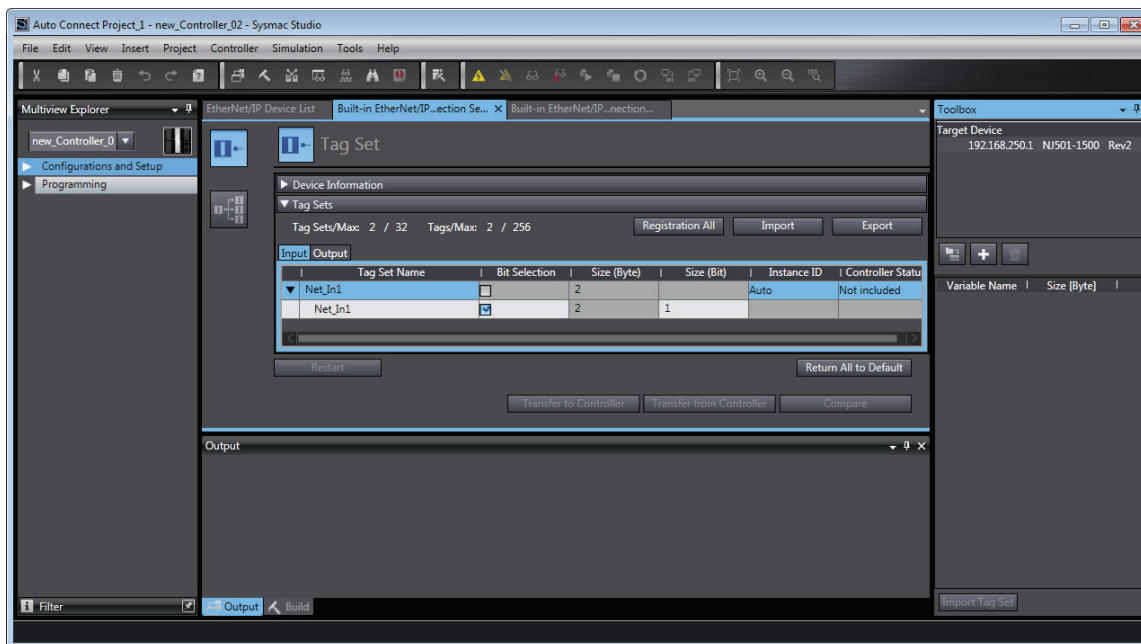 Auto Connect Project_1 - new_Controller_02 - Sysmac Studio
File Edit View Insert Project Controller Simulation Tools Help
Multiview Explorer
EtherNet/IP Device List
Built-in EtherNet/IP...ection Se... X
Built-in EtherNet/IP...nection...
Toolbox
new_Controller_0
Configurations and Setup
Programming
Tag Set
Device Information
Tag Sets
Tag Sets/Max: 2 / 32 Tags/Max: 2 / 256
Registration All
Import
Export
Input Output
Tag Set Name Bit Selection Size (Byte) Size (Bit) Instance ID Controller Statu
Net_In1 2 Auto Not included
Net_In1 2 1
Restart
Return All to Default
Transfer to Controller
Transfer from Controller
Compare
Target Device
192.168.250.1 NJ501-1500 Rev2
Variable Name Size [Byte]
Output
Filter
Output
Build
Import Tag Set